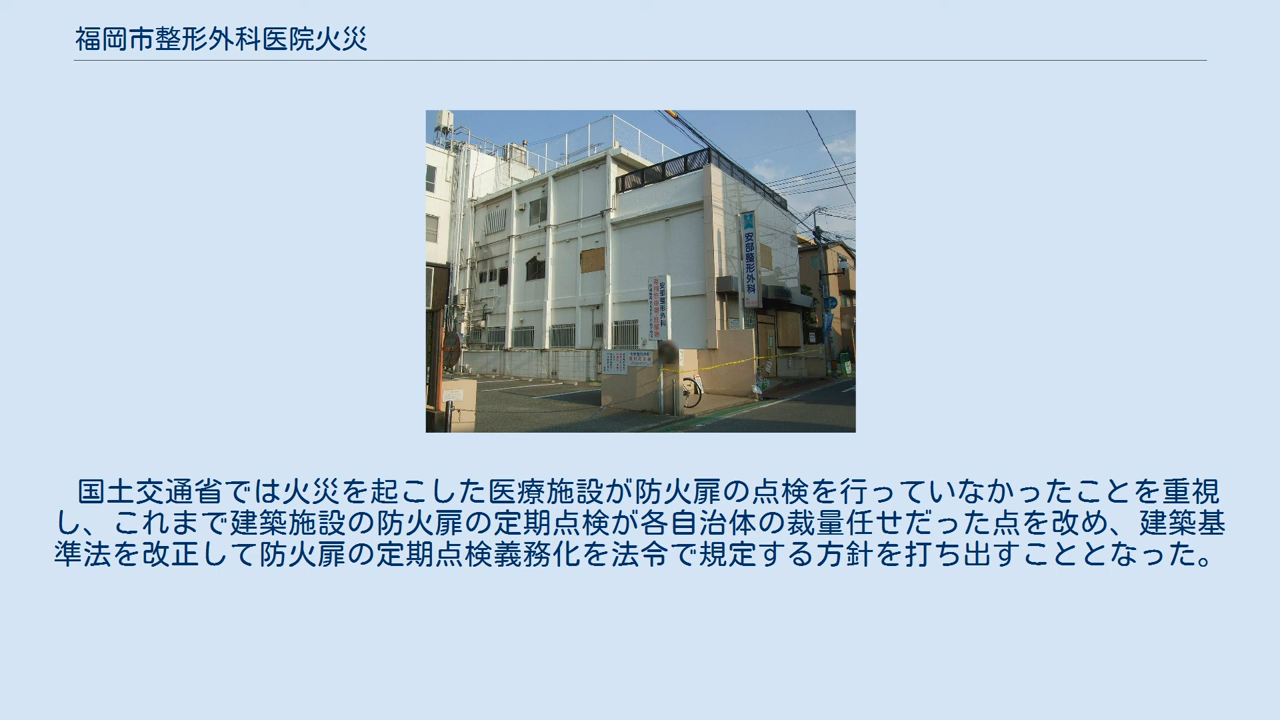 福岡市整形外科医院火災
安部整形外科
安部整形外科
国土交通省では火災を起こした医療施設が防火扉の点検を行っていなかったことを重視
し、これまで建築施設の防火扉の定期点検が各自治体の裁量任せだった点を改め、建築基
準法を改正して防火扉の定期点検義務化を法令で規定する方針を打ち出すこととなった。